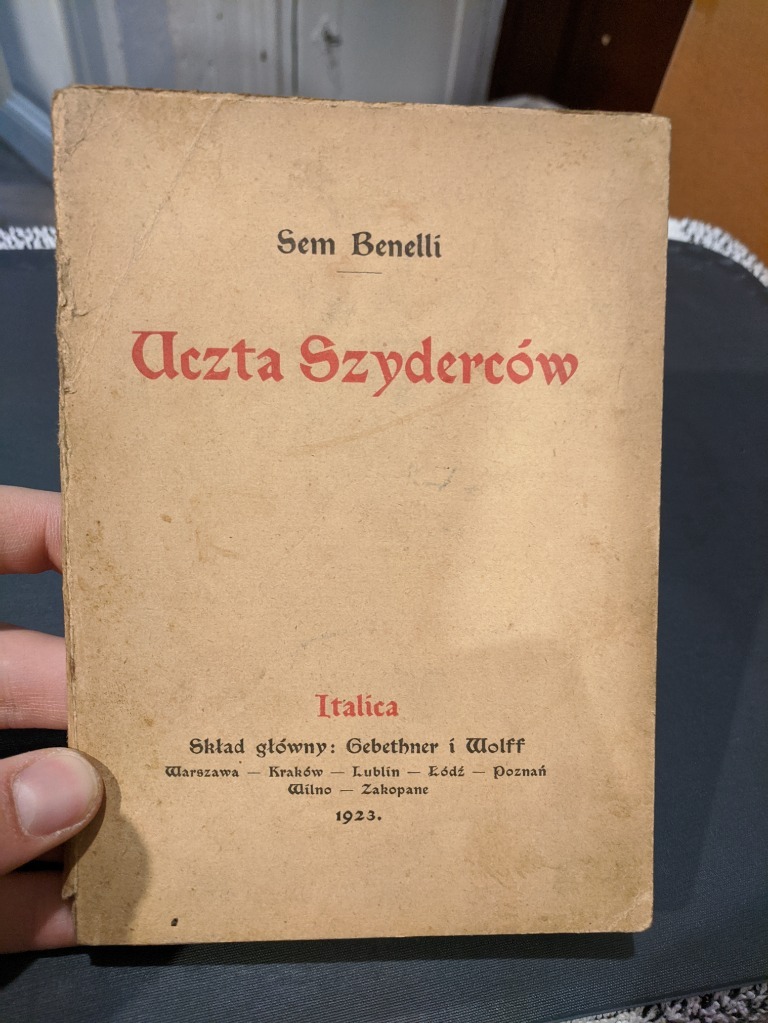 Sem Benelli
Uczta Szyderców
Italica
Skład główny: Gebethner i Wolff
Warszawa — Kraków — Lublin — Łódź — Poznań
Wilno — Zakopane
1923.